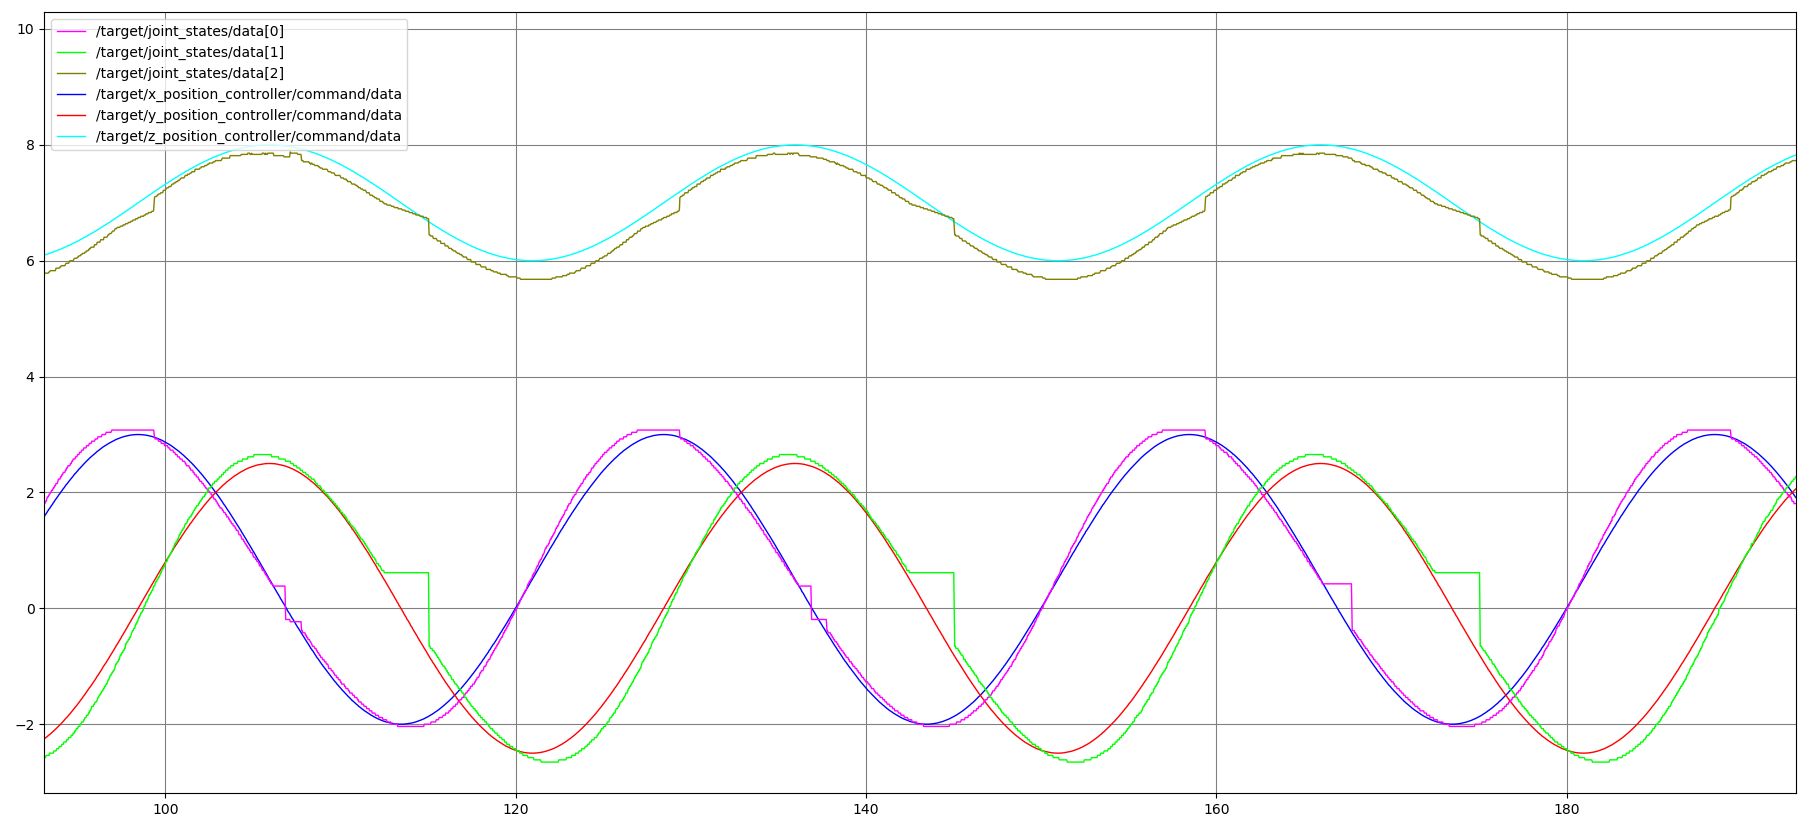 10
/target/joint_states/data[0]
/target/joint_states/data[1]
/target/joint_states/data[2]
/target/x_position_controller/command/data
/target/y_position_controller/command/data
/target/z_position_controller/command/data
8
6
4
2
0
−2
100 120 140 160 180